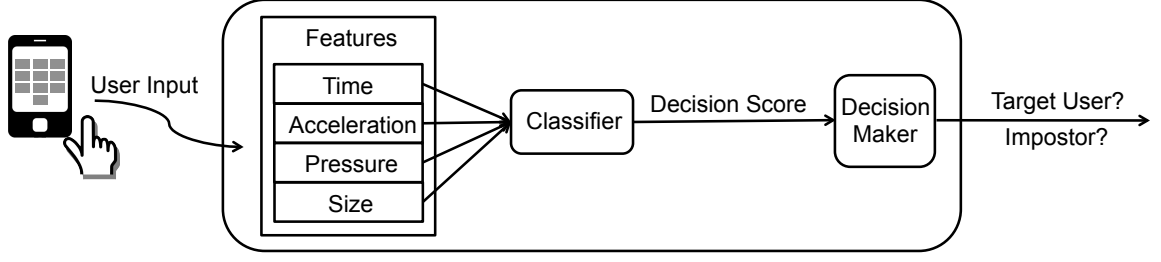 User Input
Features
Time
Acceleration
Pressure
Size
Classifier
Decision Score
Decision
Maker
Target User?
Impostor?